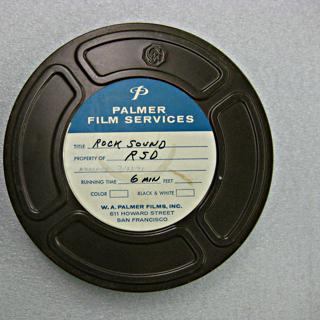 PALMER
FILM SERVICES
TITLE ROCK SOUND
PROPERTY OF RSD
RUNNING TIME 6 MIN FEET
COLOR BLACK & WHITE
W. A. PALMER FILMS, INC.
611 HOWARD STREET
SAN FRANCISCO